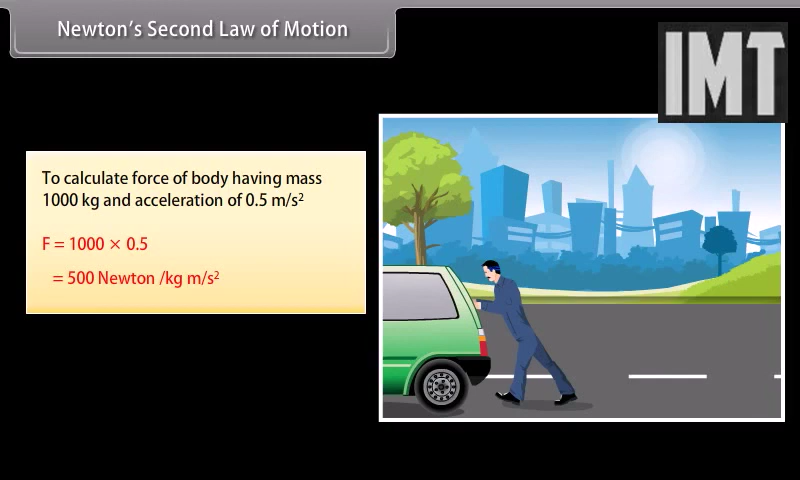 Newton's Second Law of Motion
IMT
To calculate force of body having mass
1000 kg and acceleration of 0.5 m/s²
F = 1000 × 0.5
= 500 Newton /kg m/s²